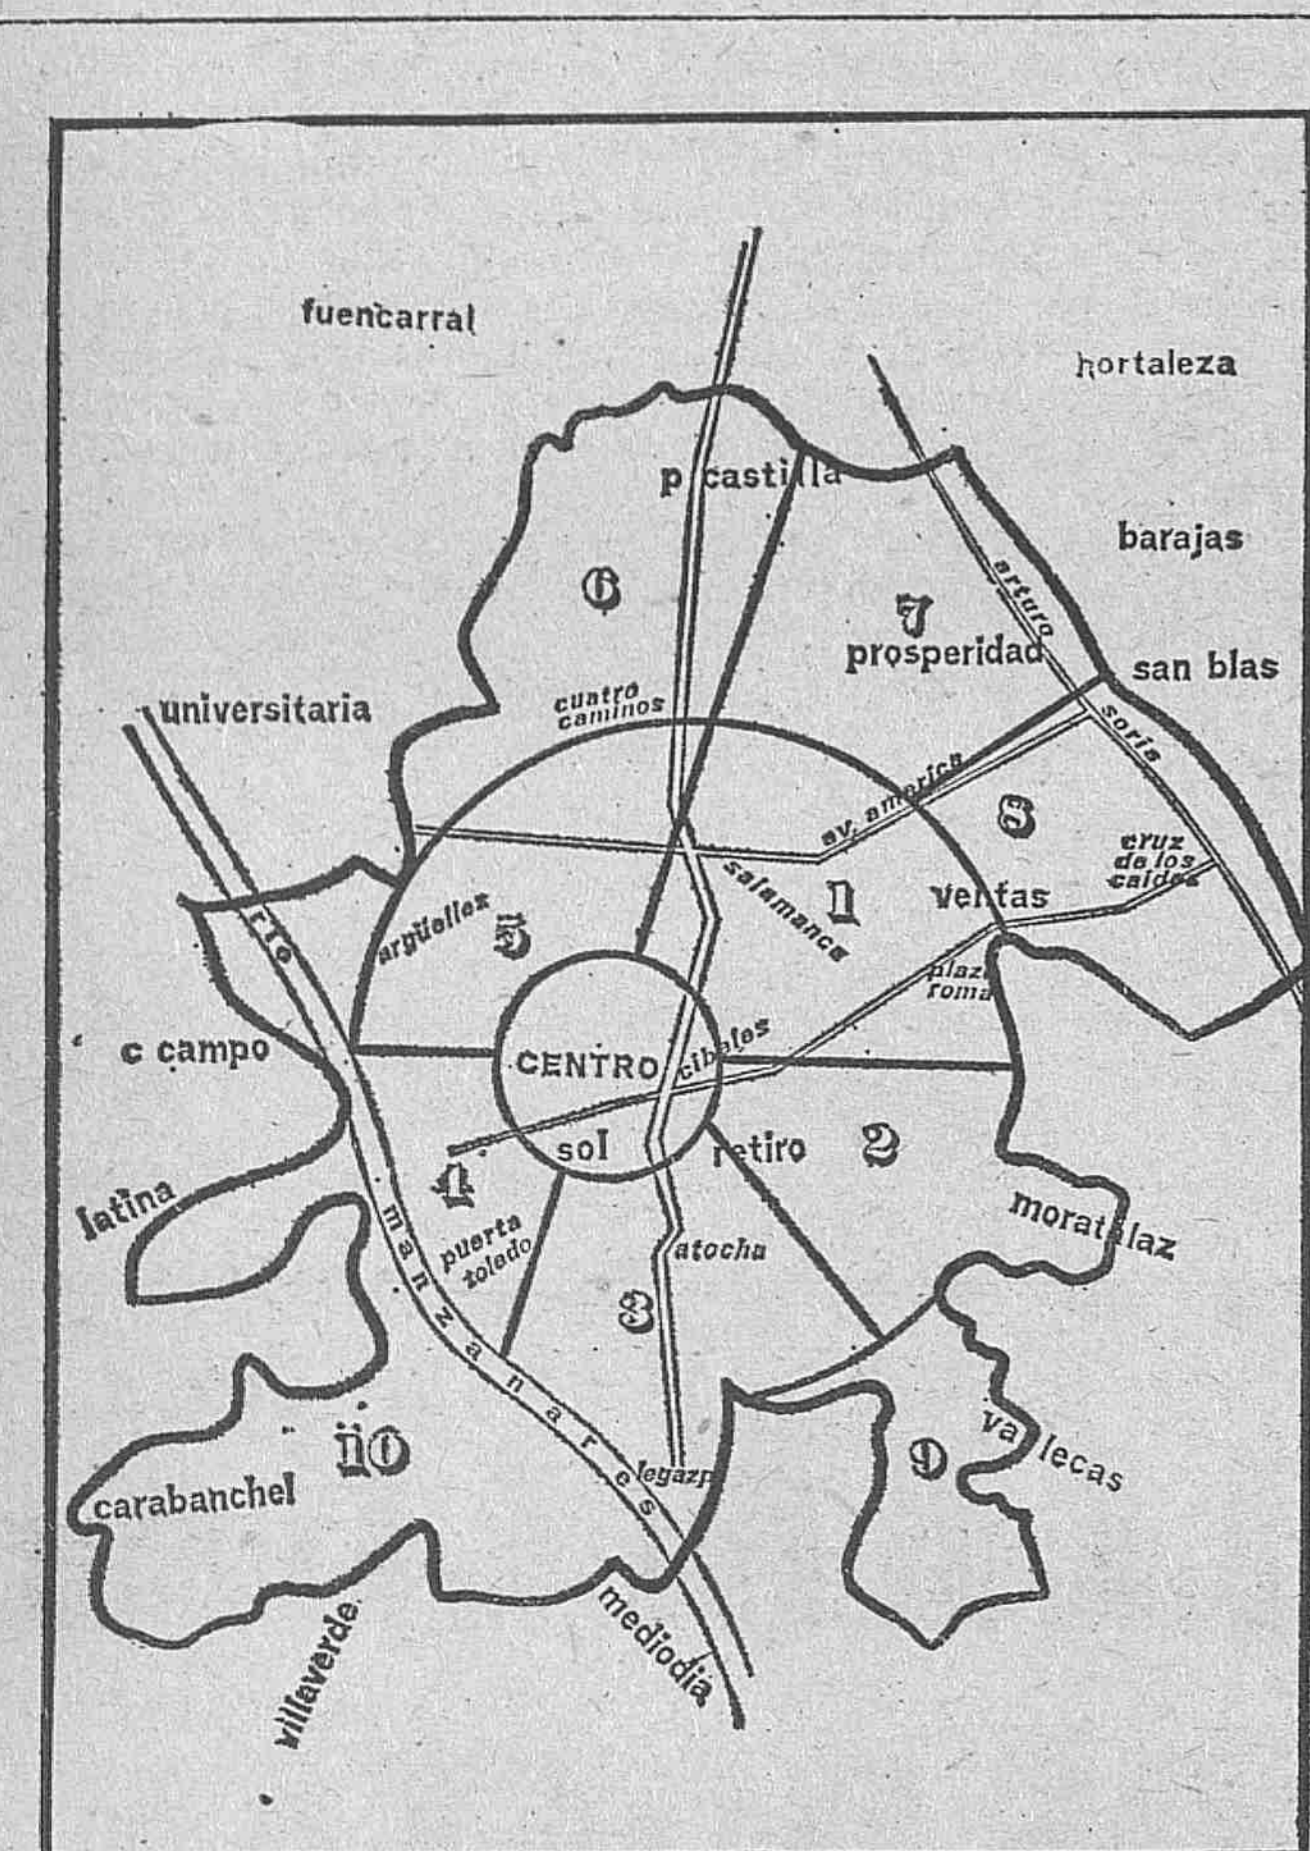 fuencarral
hortaleza
p castilla
barajas
6
arturo
7
prosperidad
san blas
cuatro
caminos
universitaria
soria
av. america
8
cruz
de los
caidos
salamanca
1
ventas
argüelles
5
rio
plaza
roma
c campo
CENTRO
cibeles
sol
retiro
2
latina
4
moratalaz
manzanares
puerta
toledo
atocha
3
10
vallecas
9
legazpi
carabanchel
mediodia
villaverde